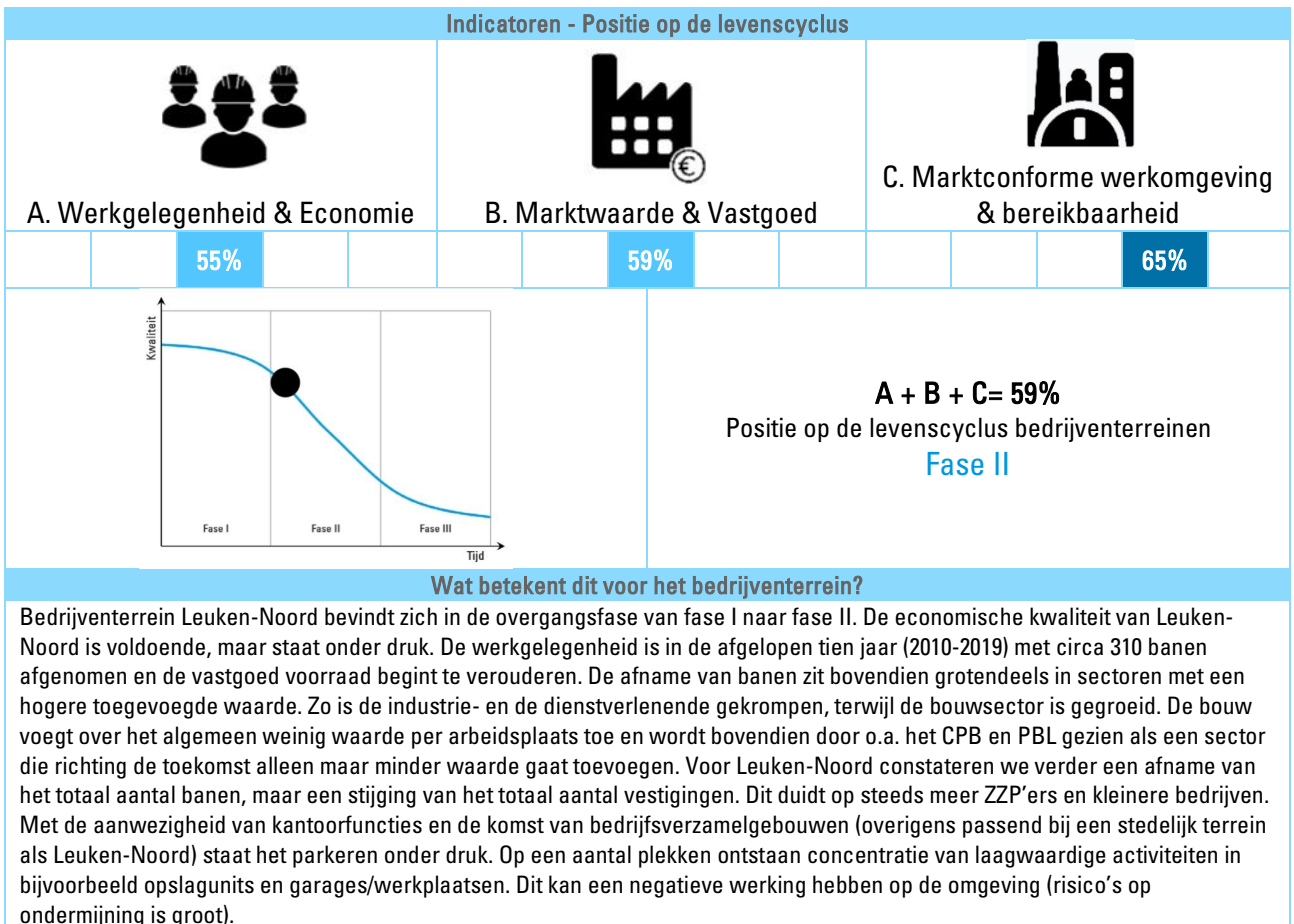 Indicatoren - Positie op de levenscyclus
A. Werkgelegenheid & Economie
B. Marktwaarde & Vastgoed
C. Marktconforme werkomgeving
& bereikbaarheid
55%
59%
65%
Kwaliteit
Fase I
Fase II
Fase III
Tijd
A + B + C= 59%
Positie op de levenscyclus bedrijventerreinen
Fase II
Wat betekent dit voor het bedrijventerrein?
Bedrijventerrein Leuken-Noord bevindt zich in de overgangsfase van fase I naar fase II. De economische kwaliteit van Leuken-
Noord is voldoende, maar staat onder druk. De werkgelegenheid is in de afgelopen tien jaar (2010-2019) met circa 310 banen
afgenomen en de vastgoed voorraad begint te verouderen. De afname van banen zit bovendien grotendeels in sectoren met een
hogere toegevoegde waarde. Zo is de industrie- en de dienstverlenende gekrompen, terwijl de bouwsector is gegroeid. De bouw
voegt over het algemeen weinig waarde per arbeidsplaats toe en wordt bovendien door o.a. het CPB en PBL gezien als een sector
die richting de toekomst alleen maar minder waarde gaat toevoegen. Voor Leuken-Noord constateren we verder een afname van
het totaal aantal banen, maar een stijging van het totaal aantal vestigingen. Dit duidt op steeds meer ZZP'ers en kleinere bedrijven.
Met de aanwezigheid van kantoorfuncties en de komst van bedrijfsverzamelgebouwen (overigens passend bij een stedelijk terrein
als Leuken-Noord) staat het parkeren onder druk. Op een aantal plekken ontstaan concentratie van laagwaardige activiteiten in
bijvoorbeeld opslagunits en garages/werkplaatsen. Dit kan een negatieve werking hebben op de omgeving (risico's op
ondermijning is groot).